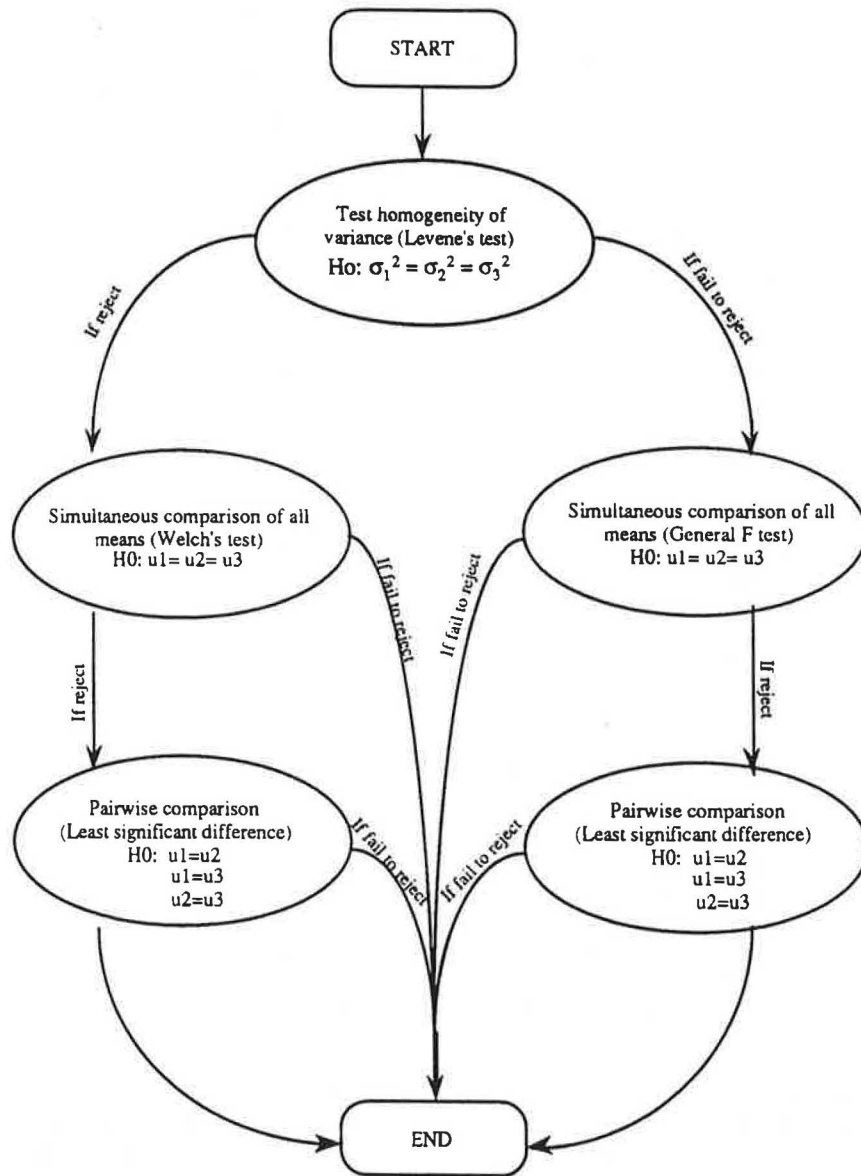 START
Test homogeneity of
variance (Levene's test)
Ho: σ₁² = σ₂² = σ₃²
If reject
If fail to reject
Simultaneous comparison of all
means (Welch's test)
H0: u1= u2= u3
Simultaneous comparison of all
means (General F test)
H0: u1= u2= u3
If fail to reject
If fail to reject
If reject
If reject
Pairwise comparison
(Least significant difference)
H0: u1=u2
u1=u3
u2=u3
Pairwise comparison
(Least significant difference)
H0: u1=u2
u1=u3
u2=u3
If fail to reject
If fail to reject
END